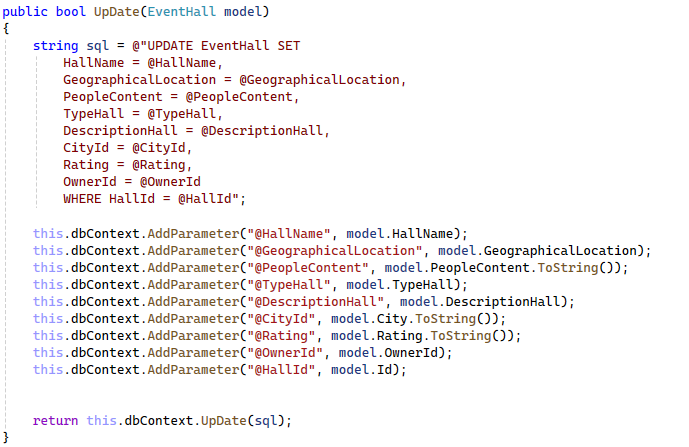 public bool UpDate(EventHall model)
{
    string sql = @"UPDATE EventHall SET
        HallName = @HallName,
        GeographicalLocation = @GeographicalLocation,
        PeopleContent = @PeopleContent,
        TypeHall = @TypeHall,
        DescriptionHall = @DescriptionHall,
        CityId = @CityId,
        Rating = @Rating,
        OwnerId = @OwnerId
        WHERE HallId = @HallId";
    this.dbContext.AddParameter("@HallName", model.HallName);
    this.dbContext.AddParameter("@GeographicalLocation", model.GeographicalLocation);
    this.dbContext.AddParameter("@PeopleContent", model.PeopleContent.ToString());
    this.dbContext.AddParameter("@TypeHall", model.TypeHall);
    this.dbContext.AddParameter("@DescriptionHall", model.DescriptionHall);
    this.dbContext.AddParameter("@CityId", model.City.ToString());
    this.dbContext.AddParameter("@Rating", model.Rating.ToString());
    this.dbContext.AddParameter("@OwnerId", model.OwnerId);
    this.dbContext.AddParameter("@HallId", model.Id);
    return this.dbContext.UpDate(sql);
}